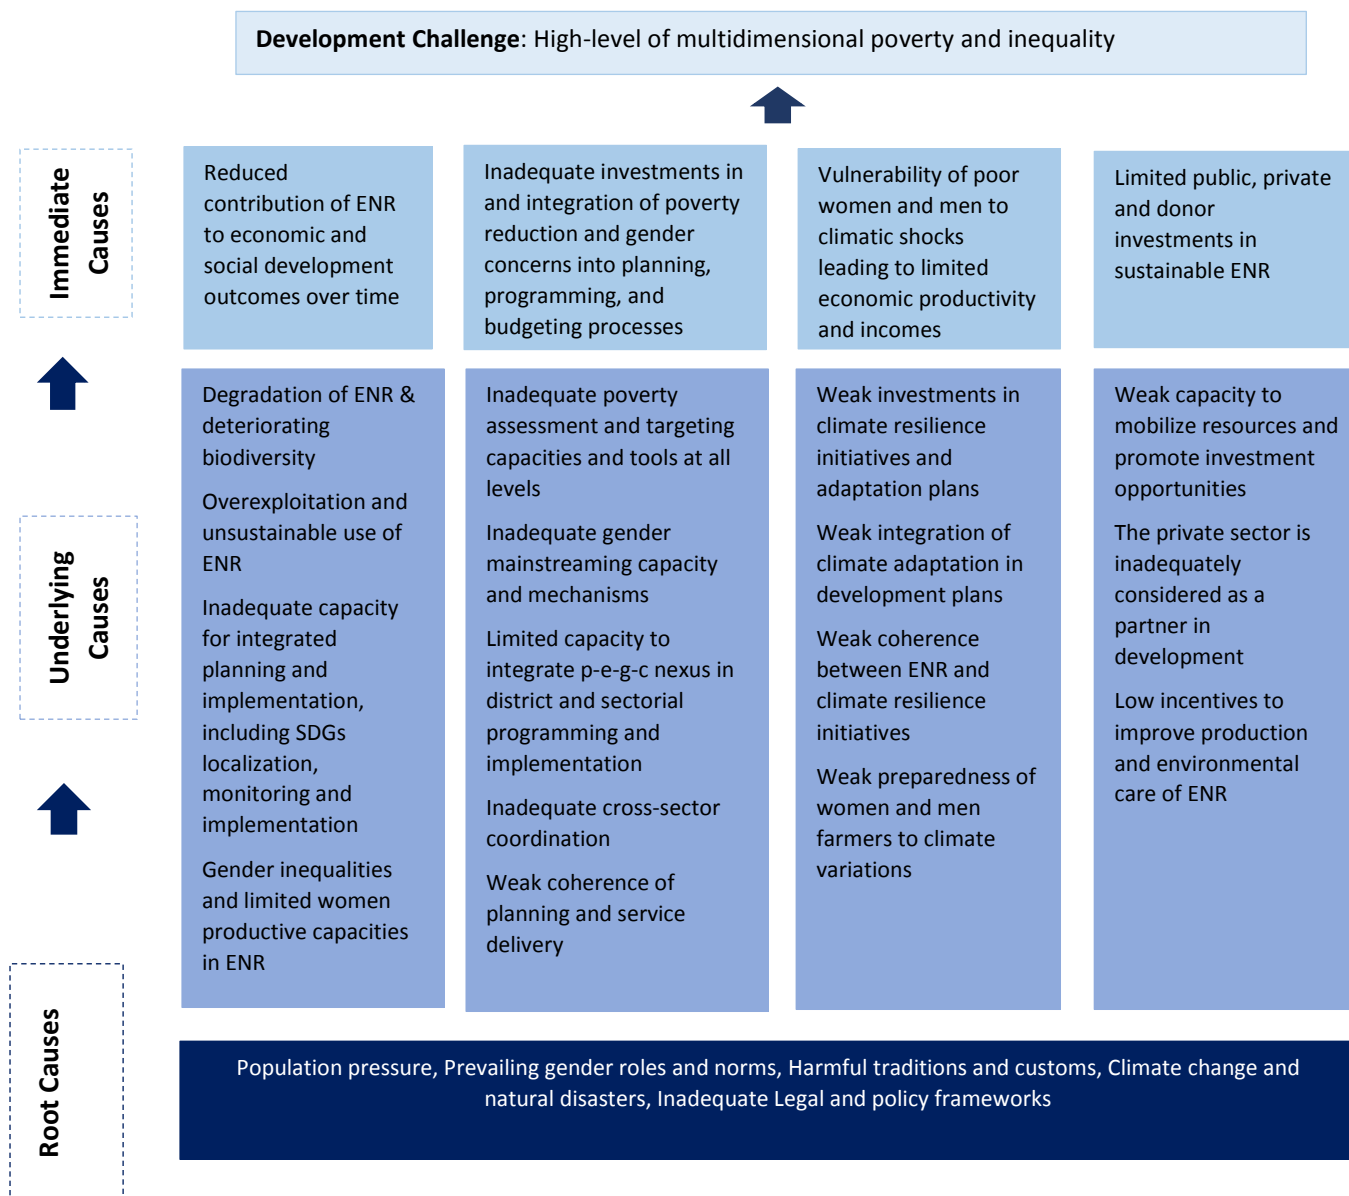 Development Challenge: High-level of multidimensional poverty and inequality
Immediate
Causes
Reduced
contribution of ENR
to economic and
social development
outcomes over time
Inadequate investments in
and integration of poverty
reduction and gender
concerns into planning,
programming, and
budgeting processes
Vulnerability of poor
women and men to
climatic shocks
leading to limited
economic productivity
and incomes
Limited public, private
and donor
investments in
sustainable ENR
Underlying
Causes
Degradation of ENR &
deteriorating
biodiversity
Overexploitation and
unsustainable use of
ENR
Inadequate capacity
for integrated
planning and
implementation,
including SDGs
localization,
monitoring and
implementation
Gender inequalities
and limited women
productive capacities
in ENR
Inadequate poverty
assessment and targeting
capacities and tools at all
levels
Inadequate gender
mainstreaming capacity
and mechanisms
Limited capacity to
integrate p-e-g-c nexus in
district and sectorial
programming and
implementation
Inadequate cross-sector
coordination
Weak coherence of
planning and service
delivery
Weak investments in
climate resilience
initiatives and
adaptation plans
Weak integration of
climate adaptation in
development plans
Weak coherence
between ENR and
climate resilience
initiatives
Weak preparedness of
women and men
farmers to climate
variations
Weak capacity to
mobilize resources and
promote investment
opportunities
The private sector is
inadequately
considered as a
partner in
development
Low incentives to
improve production
and environmental
care of ENR
Root Causes
Population pressure, Prevailing gender roles and norms, Harmful traditions and customs, Climate change and
natural disasters, Inadequate Legal and policy frameworks